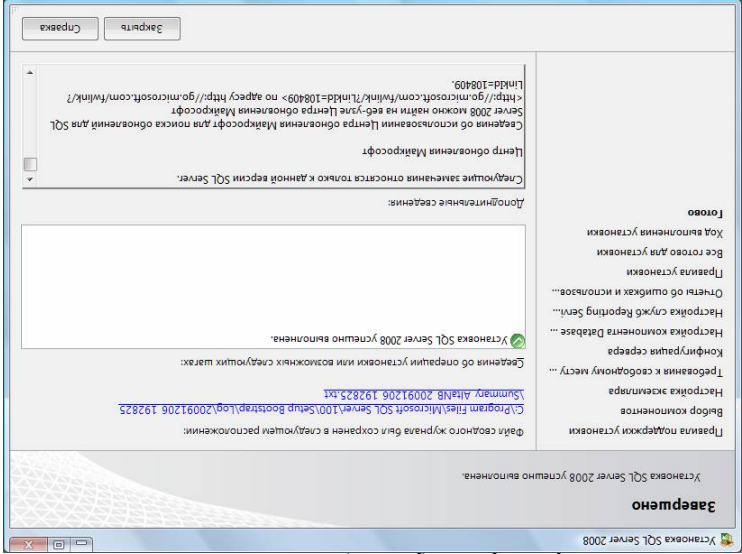 Установка SQL Server 2008
Завершено
Установка SQL Server 2008 успешно выполнена.
Правила поддержки установки
Выбор компонентов
Настройка экземпляра
Требования к свободному месту ...
Конфигурация сервера
Настройка компонента Database ...
Настройка служб Reporting Servi...
Отчеты об ошибках и использов...
Правила установки
Все готово для установки
Ход выполнения установки
Готово
Файл сводного журнала был сохранен в следующем расположении:
C:\Program Files\Microsoft SQL Server\100\Setup Bootstrap\Log\20091206_192825
\Summary_AltaNB_20091206_192825.txt
Сведения об операции установки или возможных следующих шагах:
Установка SQL Server 2008 успешно выполнена.
Дополнительные сведения:
Следующие замечания относятся только к данной версии SQL Server.
Центр обновления Майкрософт
Сведения об использовании Центра обновления Майкрософт для поиска обновлений для SQL
Server 2008 можно найти на веб-узле Центра обновления Майкрософт
<http://go.microsoft.com/fwlink/?LinkId=108409> по адресу http://go.microsoft.com/fwlink/?
LinkId=108409.
Закрыть
Справка